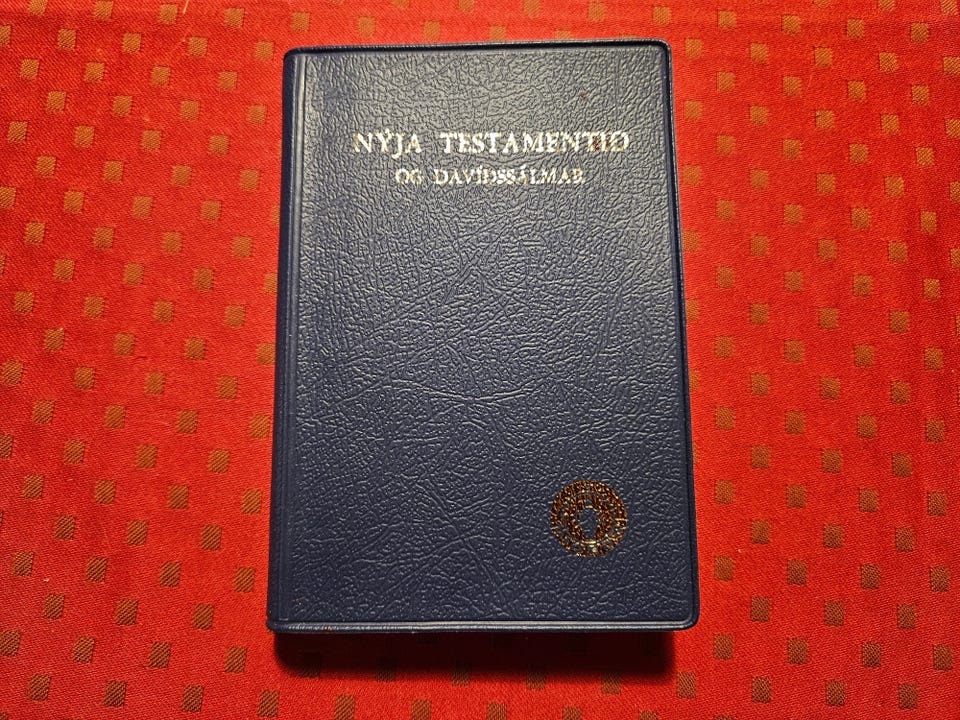 NÝJA TESTAMENTIÐ
OG DAVÍÐSSÁLMAR